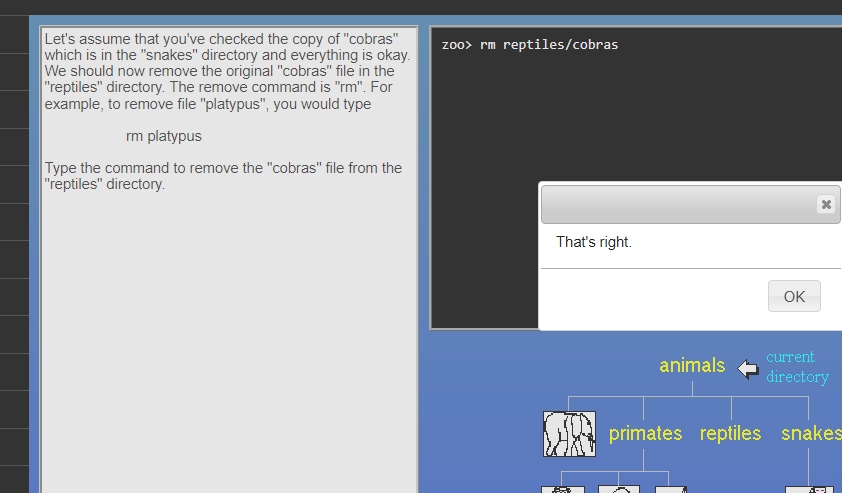 Let's assume that you've checked the copy of "cobras"
which is in the "snakes" directory and everything is okay.
We should now remove the original "cobras" file in the
"reptiles" directory. The remove command is "rm". For
example, to remove file "platypus", you would type
rm platypus
Type the command to remove the "cobras" file from the
"reptiles" directory.
zoo> rm reptiles/cobras
That's right.
OK
animals
current
directory
primates
reptiles
snakes